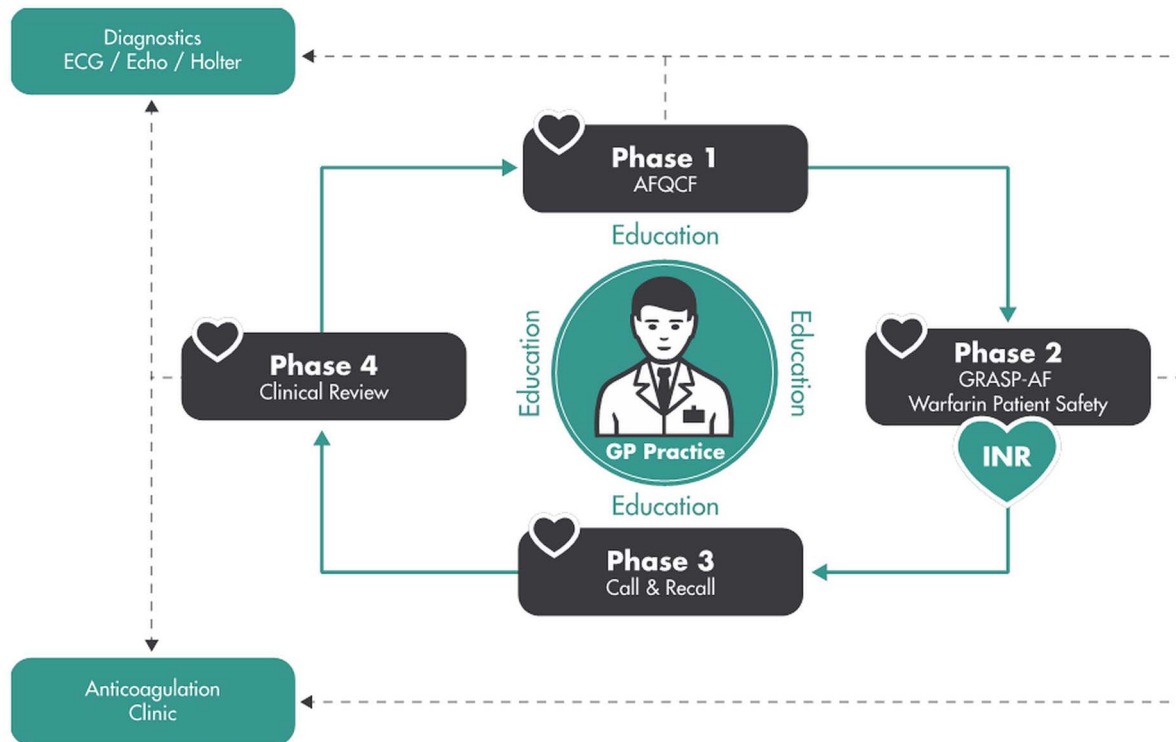 Diagnostics
ECG / Echo / Holter
Phase 1
AFQCF
Education
Education
Education
Phase 4
Clinical Review
Phase 2
GRASP-AF
Warfarin Patient Safety
INR
GP Practice
Education
Phase 3
Call & Recall
Anticoagulation
Clinic